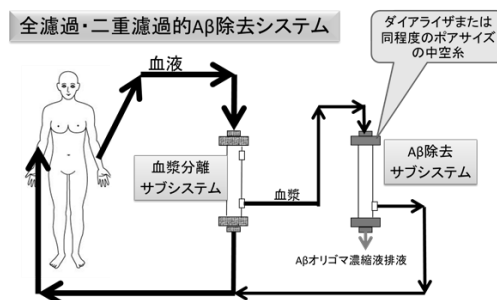 全濾過・二重濾過的Aβ除去システム
ダイアライザまたは
同程度のポアサイズ
の中空糸
血液
血漿分離
サブシステム
血漿
Aβ除去
サブシステム
Aβオリゴマ濃縮液排液